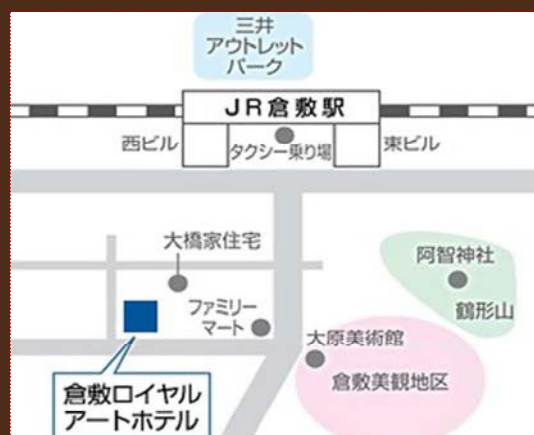 三井
アウトレット
パーク
JR倉敷駅
西ビル
タクシー乗り場
東ビル
大橋家住宅
阿智神社
ファミリー
マート
鶴形山
大原美術館
倉敷美観地区
倉敷ロイヤル
アートホテル